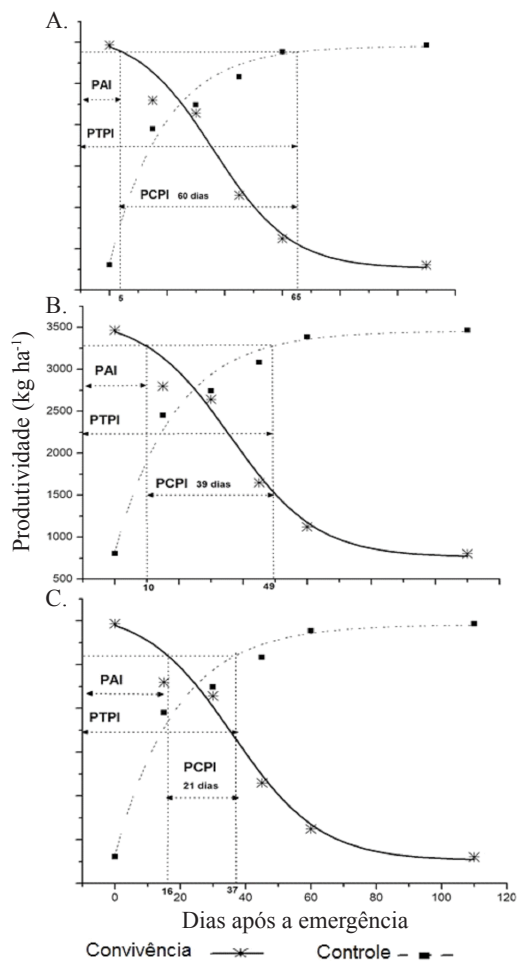 A.
PAI
PTPI
PCPI 60 dias
5 65
B.
Produtividade (kg ha-1)
3500
3000
2500
2000
1500
1000
500
PAI
PTPI
PCPI 39 dias
10 49
C.
PAI
PTPI
PCPI
21 dias
0 16 20 37 40 60 80 100 120
Dias após a emergência
Convivência Controle